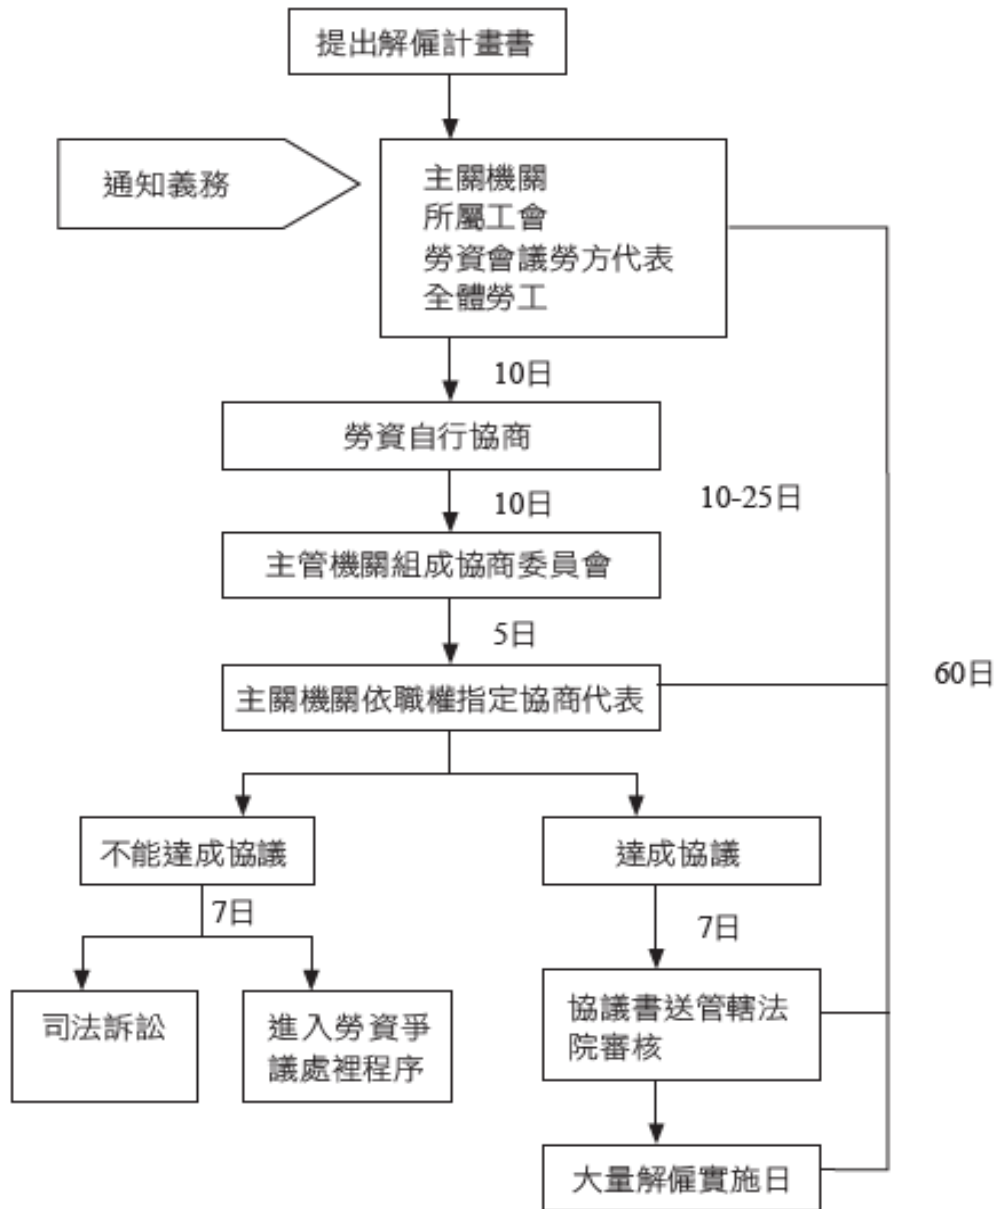 提出解僱計畫書
通知義務
主關機關
所屬工會
勞資會議勞方代表
全體勞工
10日
勞資自行協商
10日
10-25日
主管機關組成協商委員會
5日
60日
主關機關依職權指定協商代表
不能達成協議
達成協議
7日
7日
司法訴訟
進入勞資爭
議處裡程序
協議書送管轄法
院審核
大量解僱實施日